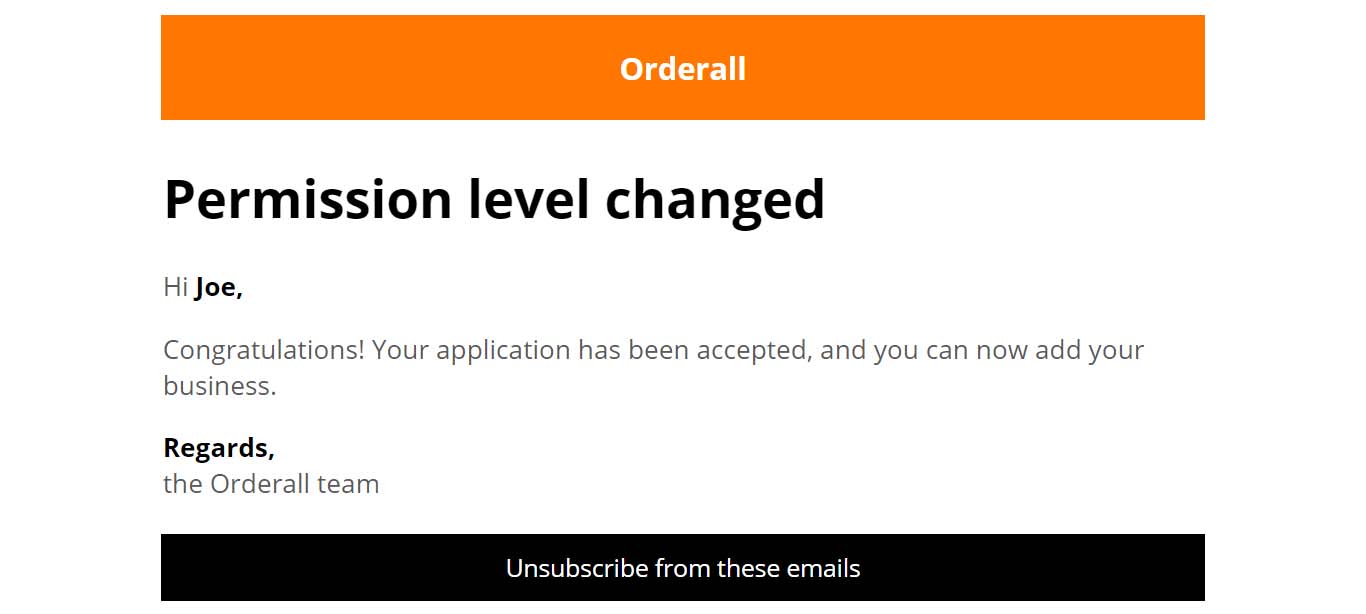 Orderall
Permission level changed
Hi Joe,
Congratulations! Your application has been accepted, and you can now add your
business.
Regards,
the Orderall team
Unsubscribe from these emails